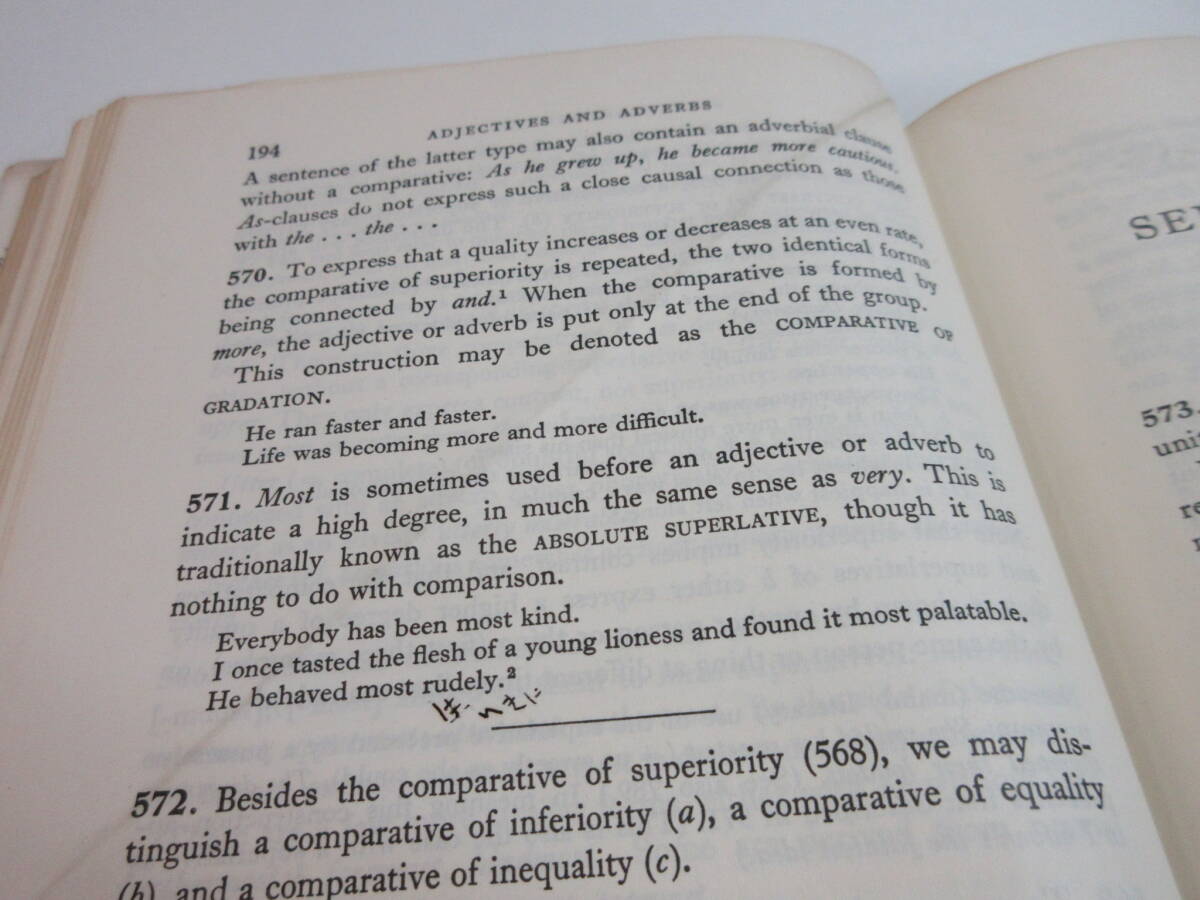 194
ADJECTIVES AND ADVERBS
A sentence of the latter type may also contain an adverbial clause
without a comparative: As he grew up, he became more cautious.
As-clauses do not express such a close causal connection as those
with the . . . the . . .
570. To express that a quality increases or decreases at an even rate,
the comparative of superiority is repeated, the two identical forms
being connected by and.¹ When the comparative is formed by
more, the adjective or adverb is put only at the end of the group.
This construction may be denoted as the COMPARATIVE OF
GRADATION.
He ran faster and faster.
Life was becoming more and more difficult.
571. Most is sometimes used before an adjective or adverb to
indicate a high degree, in much the same sense as very. This is
traditionally known as the ABSOLUTE SUPERLATIVE, though it has
nothing to do with comparison.
Everybody has been most kind.
I once tasted the flesh of a young lioness and found it most palatable.
He behaved most rudely.²
572. Besides the comparative of superiority (568), we may dis-
tinguish a comparative of inferiority (a), a comparative of equality
(b) and a comparative of inequality (c).
573.